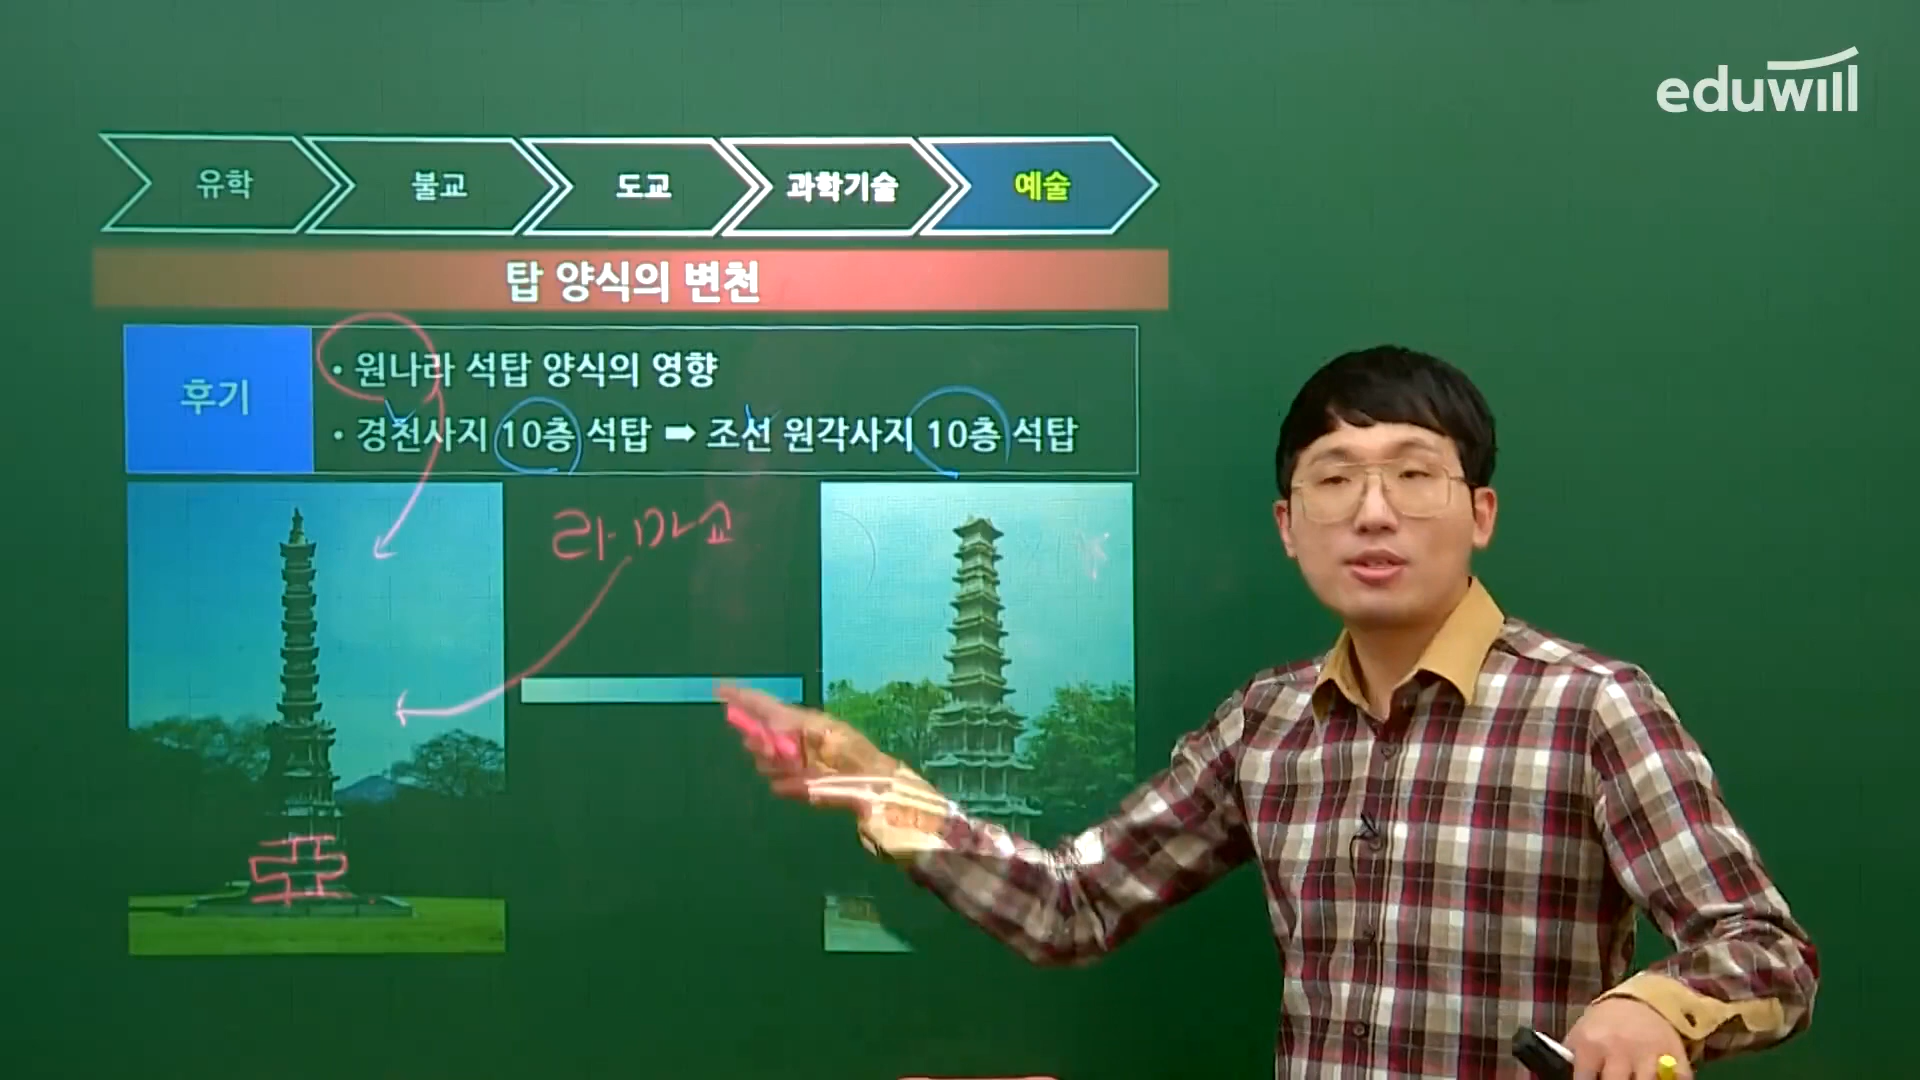 eduwill
유학 불교 도교 과학기술 예술
탑 양식의 변천
후기
• 원나라 석탑 양식의 영향
• 경천사지 10층 석탑 ➡ 조선 원각사지 10층 석탑
라마교
亞